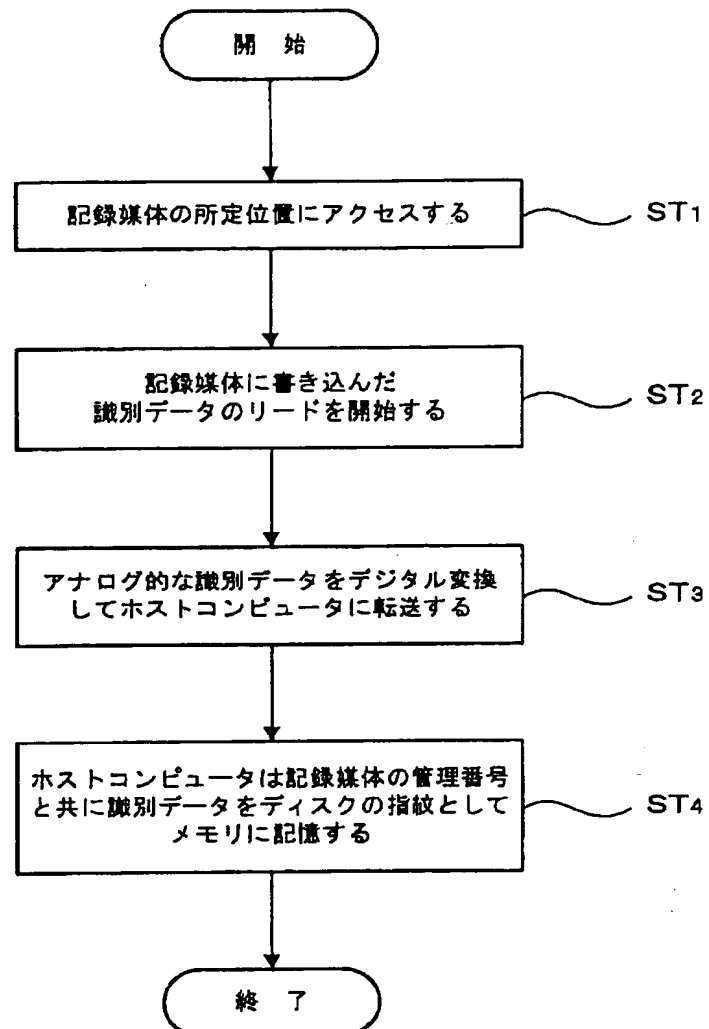 開 始
記録媒体の所定位置にアクセスする
ST1
記録媒体に書き込んだ
識別データのリードを開始する
ST2
アナログ的な識別データをデジタル変換
してホストコンピュータに転送する
ST3
ホストコンピュータは記録媒体の管理番号
と共に識別データをディスクの指紋として
メモリに記憶する
ST4
終 了